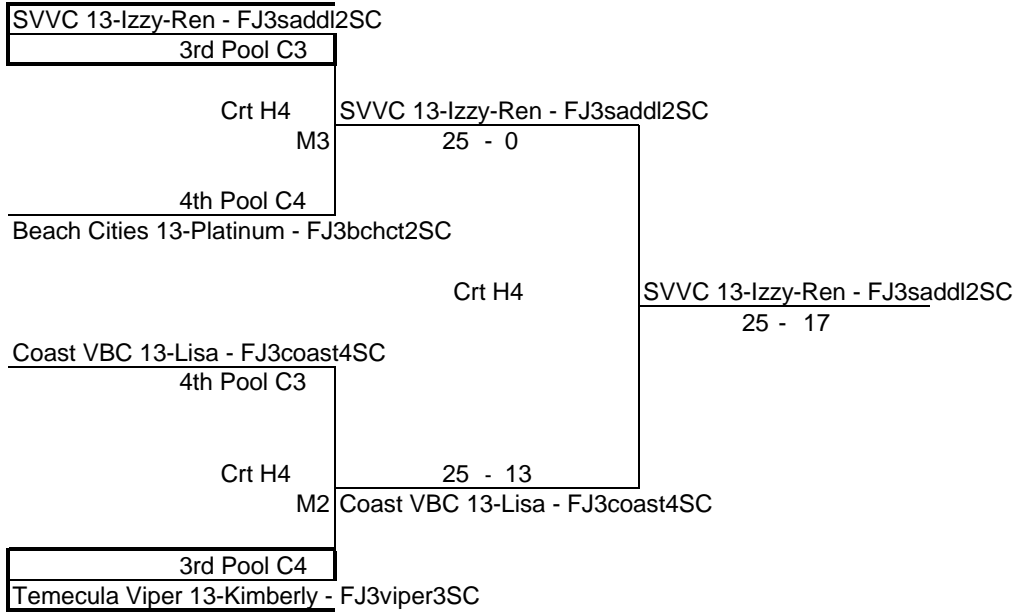 SVVC 13-Izzy-Ren - FJ3saddl2SC
3rd Pool C3
Crt H4
SVVC 13-Izzy-Ren - FJ3saddl2SC
M3
25 - 0
4th Pool C4
Beach Cities 13-Platinum - FJ3bchct2SC
Crt H4
SVVC 13-Izzy-Ren - FJ3saddl2SC
25 - 17
Coast VBC 13-Lisa - FJ3coast4SC
4th Pool C3
Crt H4
25 - 13
M2
Coast VBC 13-Lisa - FJ3coast4SC
3rd Pool C4
Temecula Viper 13-Kimberly - FJ3viper3SC